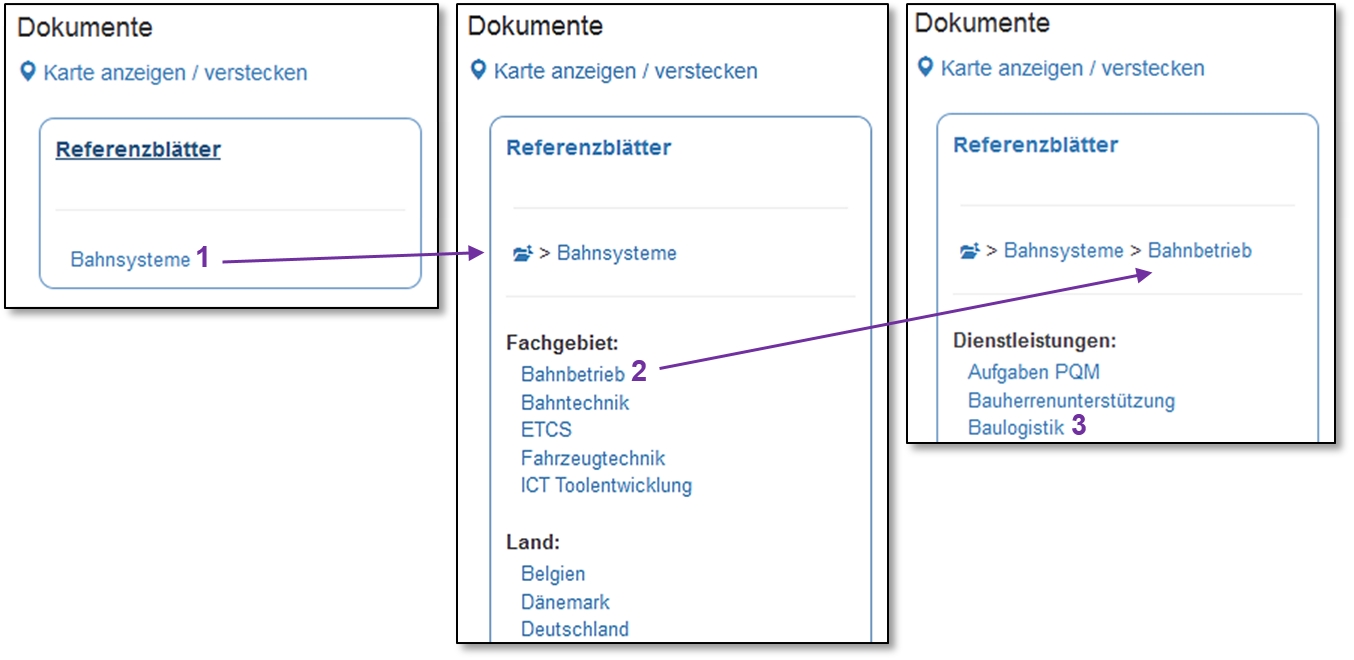 Dokumente
Karte anzeigen / verstecken
Referenzblätter
Bahnsysteme 1
Dokumente
Karte anzeigen / verstecken
Referenzblätter
> Bahnsysteme
Fachgebiet:
Bahnbetrieb 2
Bahntechnik
ETCS
Fahrzeugtechnik
ICT Toolentwicklung
Land:
Belgien
Dänemark
Deutschland
Dokumente
Karte anzeigen / verstecken
Referenzblätter
> Bahnsysteme > Bahnbetrieb
Dienstleistungen:
Aufgaben PQM
Bauherrenunterstützung
Baulogistik 3